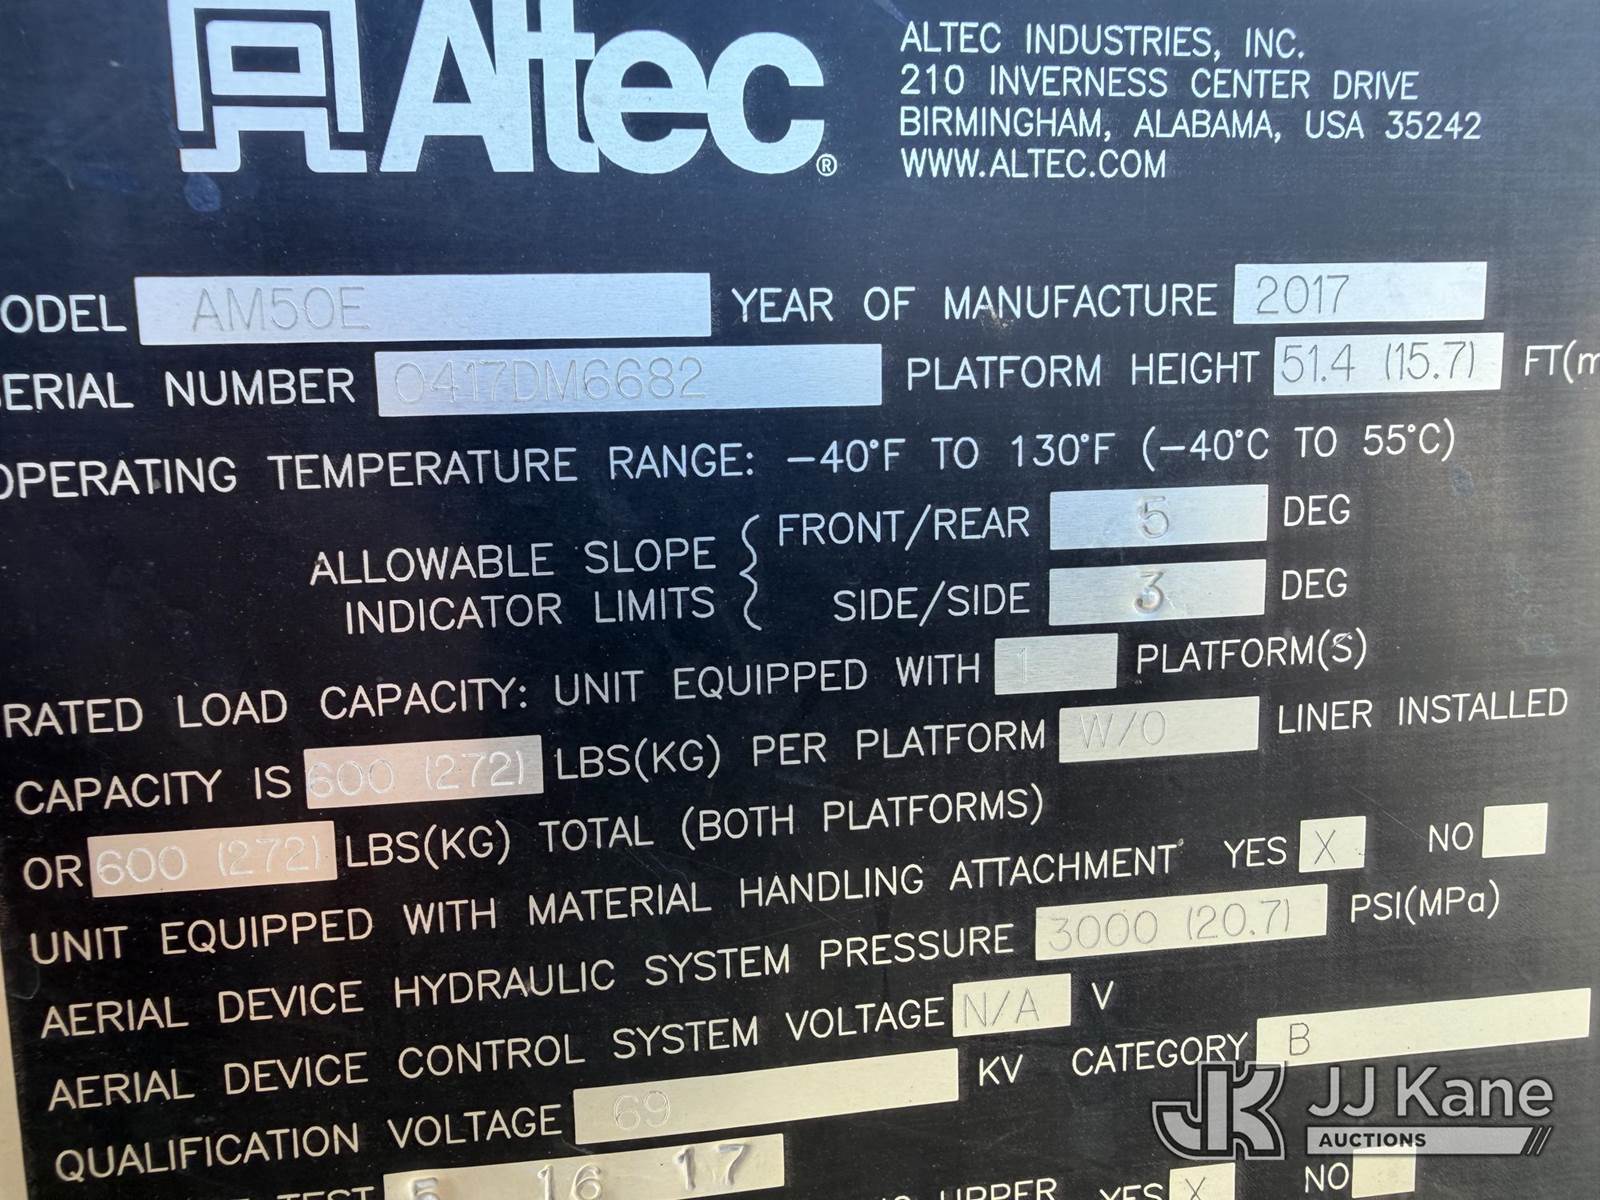 Altec®
ALTEC INDUSTRIES, INC.
210 INVERNESS CENTER DRIVE
BIRMINGHAM, ALABAMA, USA 35242
WWW.ALTEC.COM
ODEL AM50E YEAR OF MANUFACTURE 2017
ERIAL NUMBER 0417DM6682 PLATFORM HEIGHT 51.4 (15.7) FT(m
OPERATING TEMPERATURE RANGE: -40°F TO 130°F (-40°C TO 55°C)
ALLOWABLE SLOPE INDICATOR LIMITS { FRONT/REAR 5 DEG
SIDE/SIDE 3 DEG
RATED LOAD CAPACITY: UNIT EQUIPPED WITH 1 PLATFORM(S)
CAPACITY IS 600 (272) LBS(KG) PER PLATFORM W/O LINER INSTALLED
OR 600 (272) LBS(KG) TOTAL (BOTH PLATFORMS)
UNIT EQUIPPED WITH MATERIAL HANDLING ATTACHMENT YES X NO
AERIAL DEVICE HYDRAULIC SYSTEM PRESSURE 3000 (20.7) PSI(MPa)
AERIAL DEVICE CONTROL SYSTEM VOLTAGE N/A V
QUALIFICATION VOLTAGE 69 KV CATEGORY B
TEST 5 16 17 UPPER YES X NO
JK JJ Kane
AUCTIONS